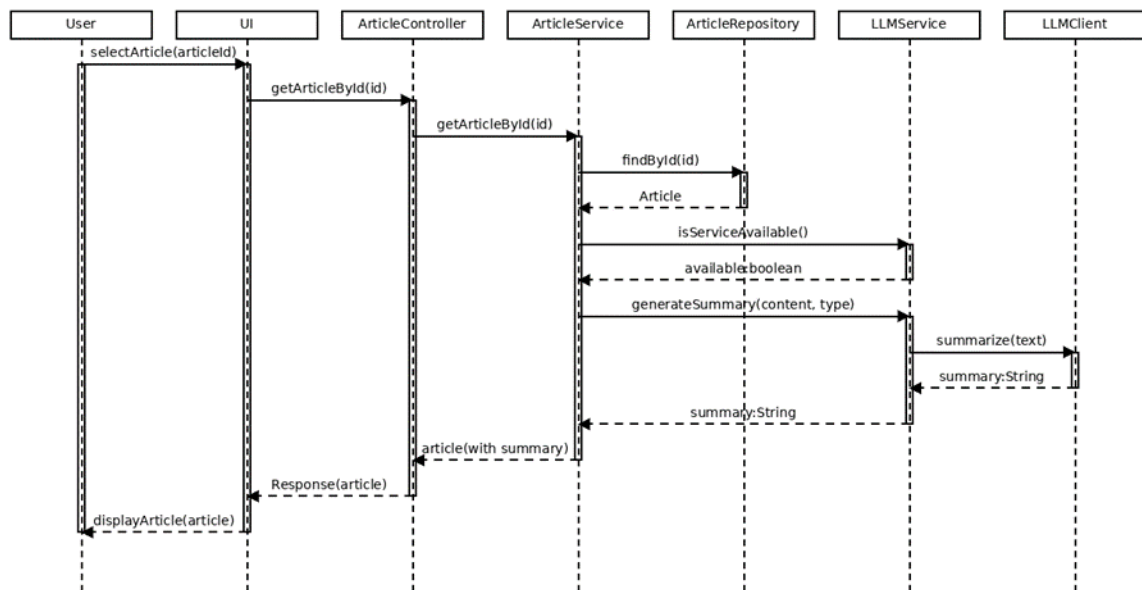 User UI ArticleController ArticleService ArticleRepository LLMService LLMClient
selectArticle(articleId)
getArticleById(id)
getArticleById(id)
findById(id)
Article
isServiceAvailable()
available:boolean
generateSummary(content, type)
summarize(text)
summary:String
summary:String
article(with summary)
Response(article)
displayArticle(article)